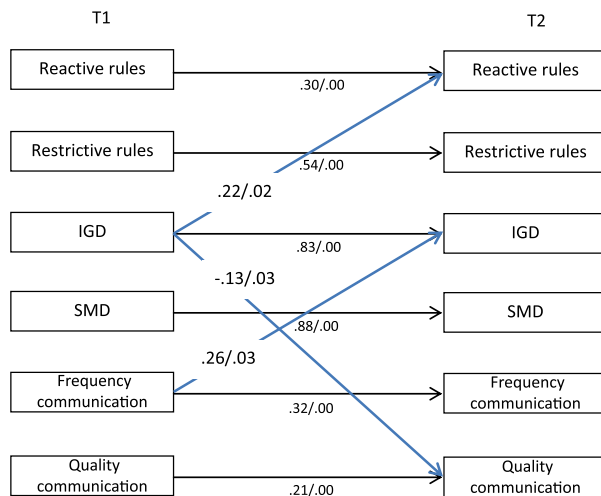 T1
T2
Reactive rules
Reactive rules
.30/.00
Restrictive rules
Restrictive rules
.54/.00
.22/.02
IGD
IGD
.83/.00
-.13/.03
SMD
SMD
.88/.00
.26/.03
Frequency
communication
Frequency
communication
.32/.00
Quality
communication
Quality
communication
.21/.00